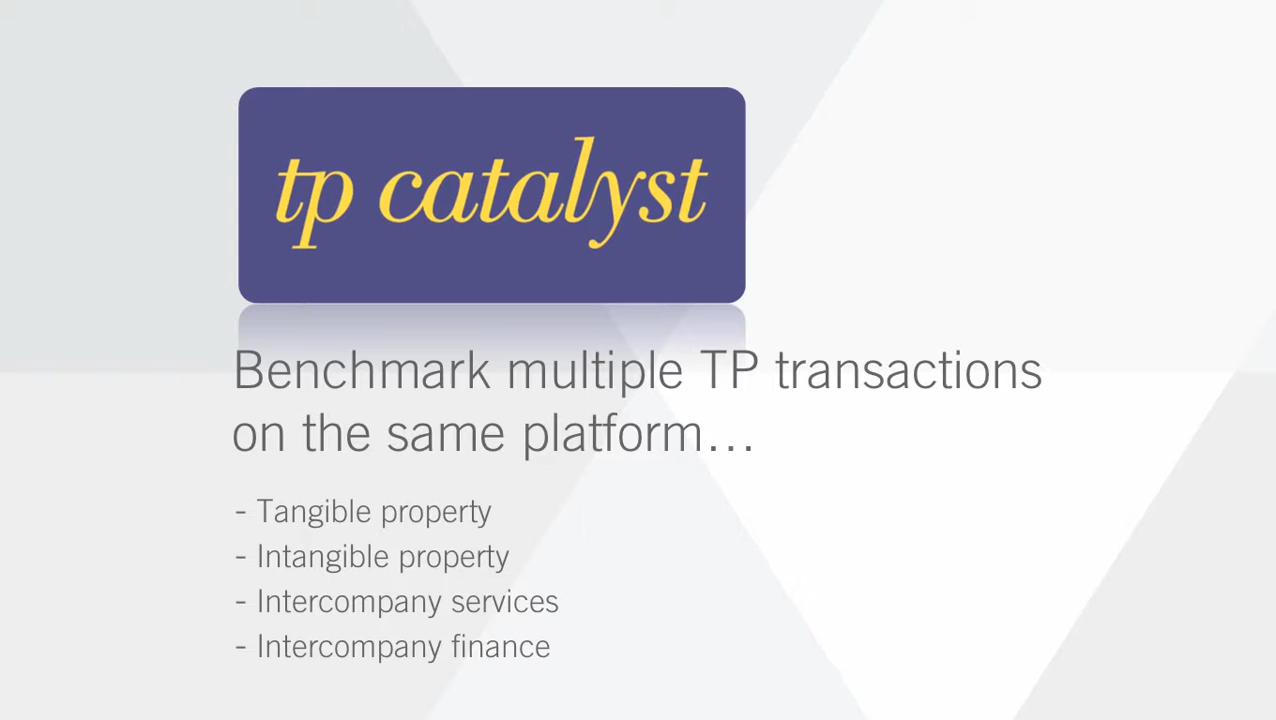 tp catalyst
Benchmark multiple TP transactions
on the same platform…
- Tangible property
- Intangible property
- Intercompany services
- Intercompany finance